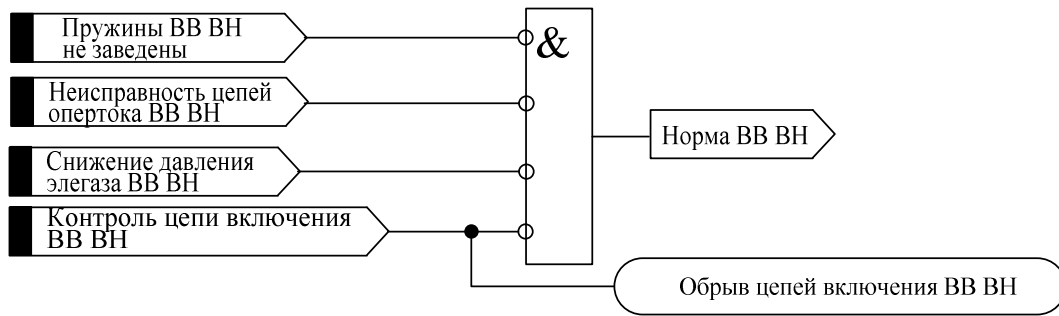 Пружины ВВ ВН
не заведены
&
Неисправность цепей
опертока ВВ ВН
Норма ВВ ВН
Снижение давления
элегаза ВВ ВН
Контроль цепи включения
ВВ ВН
Обрыв цепей включения ВВ ВН